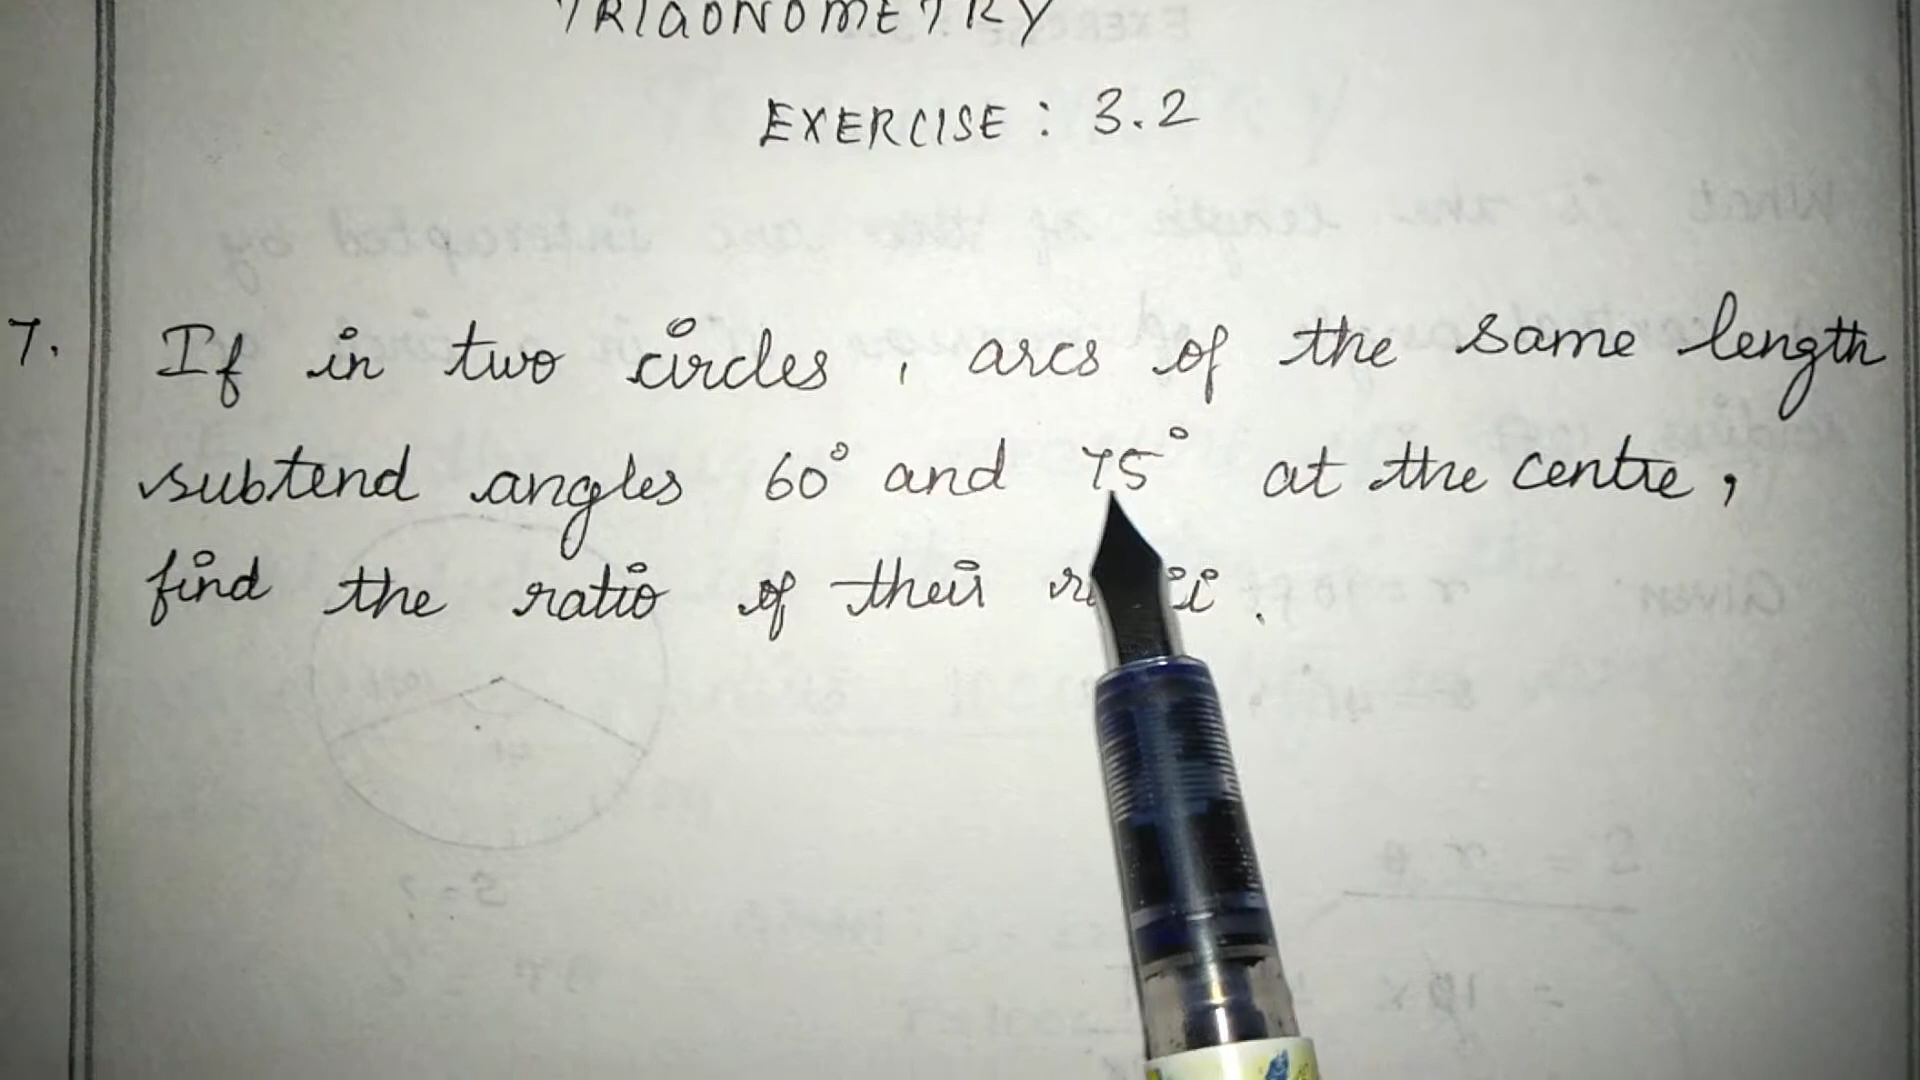 TRIGONOMETRY
EXERCISE : 3.2
7. If in two circles, arcs of the same length
subtend angles 60° and 75° at the centre,
find the ratio of their radii.